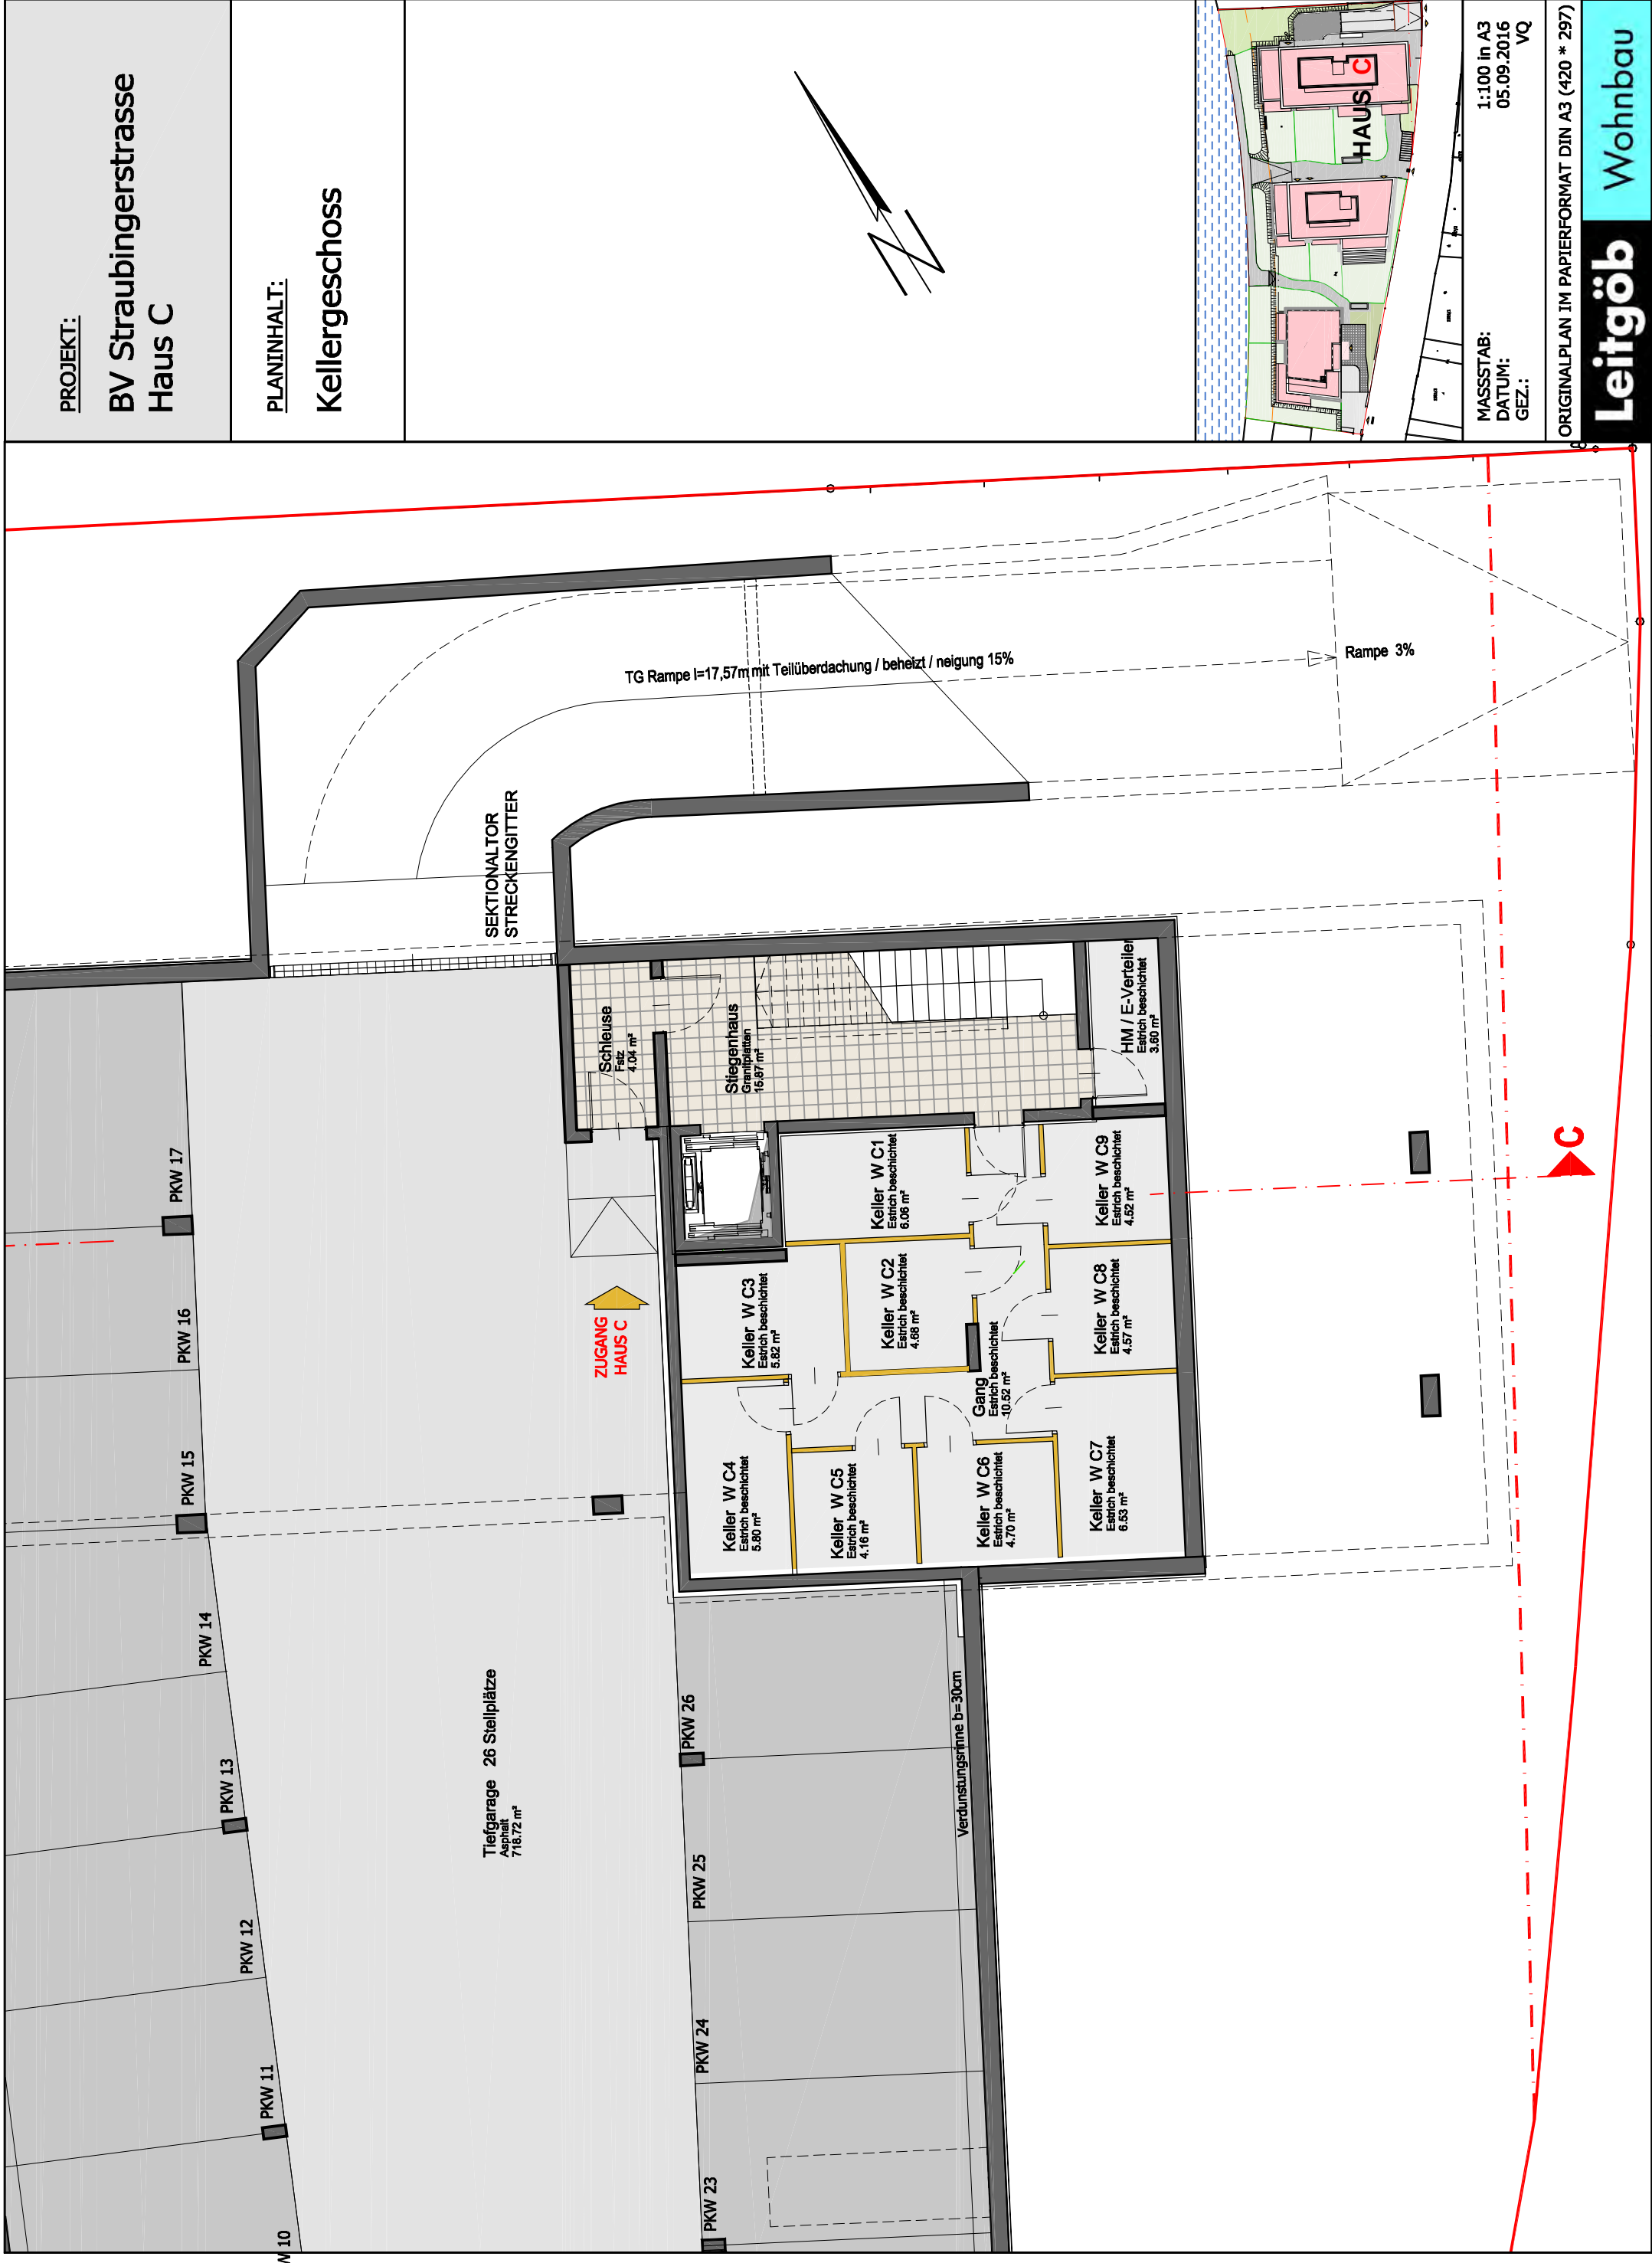 PROJEKT:
BV Straubingerstrasse
Haus C
PLANINHALT:
Kellergeschoss
HAUS C
MASSSTAB: 1:100 in A3
DATUM: 05.09.2016
GEZ.: VQ
ORIGINALPLAN IM PAPIERFORMAT DIN A3 (420 * 297)
Leitgöb Wohnbau
TG Rampe l=17,57m mit Teilüberdachung / beheizt / neigung 15%
Rampe 3%
SEKTIONALTOR
STRECKENGITTER
Schleuse
Fstz
4.04 m²
Stiegenhaus
Granitplatten
15.87 m²
HM / E-Verteiler
Estrich beschichtet
3.60 m²
Keller W C1
Estrich beschichtet
6.06 m²
Keller W C2
Estrich beschichtet
4.68 m²
Keller W C3
Estrich beschichtet
5.82 m²
Keller W C4
Estrich beschichtet
5.80 m²
Keller W C5
Estrich beschichtet
4.16 m²
Keller W C6
Estrich beschichtet
4.70 m²
Keller W C7
Estrich beschichtet
6.53 m²
Keller W C8
Estrich beschichtet
4.57 m²
Keller W C9
Estrich beschichtet
4.52 m²
Gang
Estrich beschichtet
10.52 m²
ZUGANG
HAUS C
C
PKW 17
PKW 16
PKW 15
PKW 14
PKW 13
PKW 12
PKW 11
10
Tiefgarage 26 Stellplätze
Asphalt
718.72 m²
PKW 26
PKW 25
PKW 24
PKW 23
Verdunstungsrinne b=30cm
N